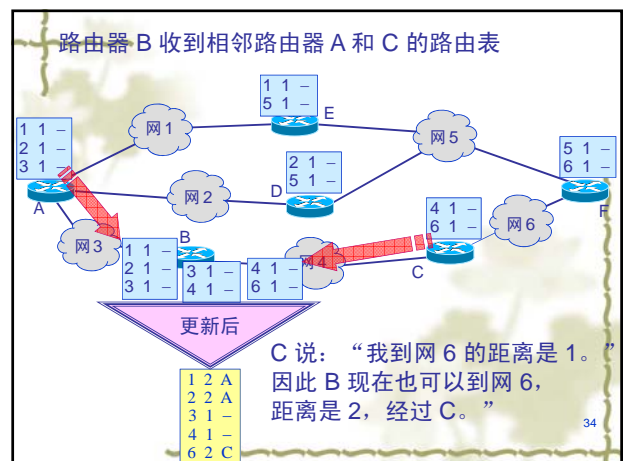 路由器 B 收到相邻路由器 A 和 C 的路由表
1 1 –
5 1 –
E
网1
网5
1 1 –
2 1 –
3 1 –
A
2 1 –
5 1 –
D
网2
5 1 –
6 1 –
F
4 1 –
6 1 –
C
网6
网3
B
网4
1 1 –
2 1 –
3 1 –
3 1 –
4 1 –
4 1 –
6 1 –
更新后
1 2 A
2 2 A
3 1 –
4 1 –
6 2 C
C 说：“我到网 6 的距离是 1。”
因此 B 现在也可以到网 6，
距离是 2，经过 C。”
34